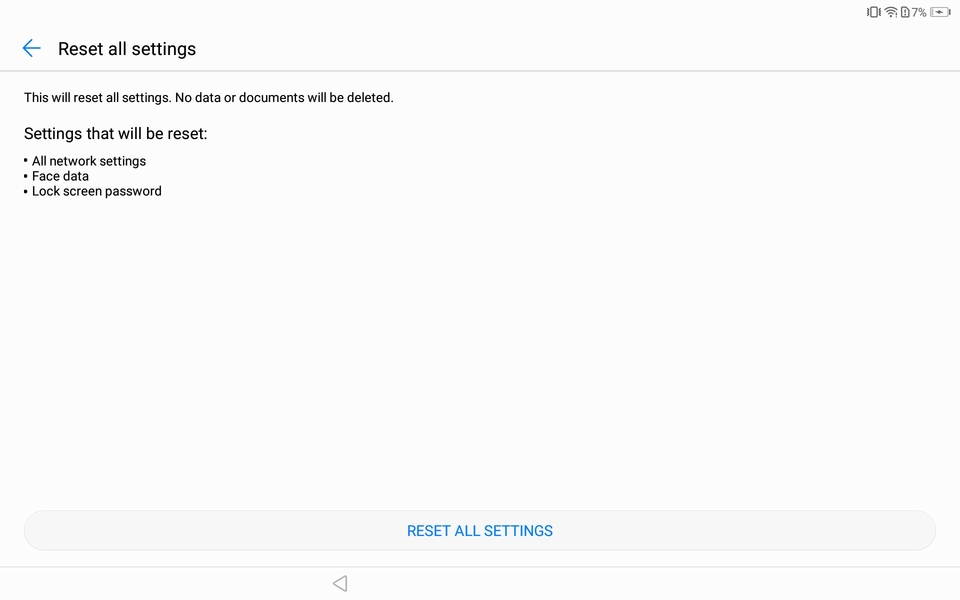 7%
Reset all settings
This will reset all settings. No data or documents will be deleted.
Settings that will be reset:
• All network settings
• Face data
• Lock screen password
RESET ALL SETTINGS